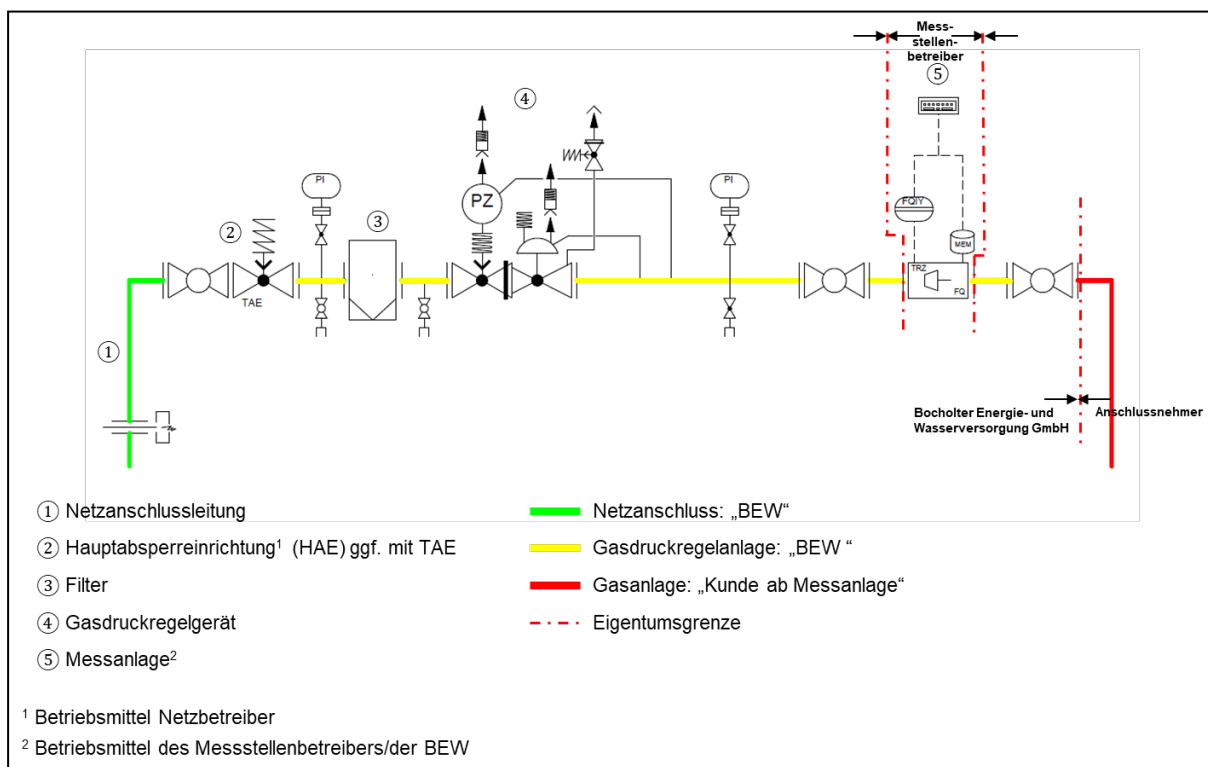 Mess-
stellen-
betreiber
⑤
④
PI
PZ
PI
③
②
FQIY
MEM
TRZ
FQ
TAE
①
Bocholter Energie- und
Wasserversorgung GmbH
Anschlussnehmer
① Netzanschlussleitung
Netzanschluss: „BEW“
② Hauptabsperreinrichtung¹ (HAE) ggf. mit TAE
Gasdruckregelanlage: „BEW “
③ Filter
Gasanlage: „Kunde ab Messanlage“
④ Gasdruckregelgerät
Eigentumsgrenze
⑤ Messanlage²
¹ Betriebsmittel Netzbetreiber
² Betriebsmittel des Messstellenbetreibers/der BEW